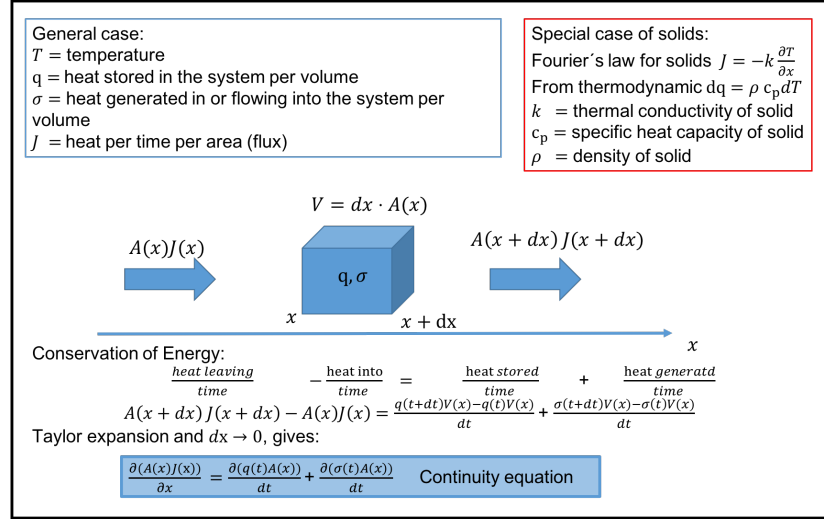 General case:
T = temperature
q = heat stored in the system per volume
σ = heat generated in or flowing into the system per
volume
J = heat per time per area (flux)
Special case of solids:
Fourier´s law for solids J = −k ∂T/∂x
From thermodynamic dq = ρ c_p dT
k = thermal conductivity of solid
c_p = specific heat capacity of solid
ρ = density of solid
V = dx · A(x)
A(x)J(x)
A(x + dx) J(x + dx)
q, σ
x
x + dx
x
Conservation of Energy:
heat leaving/time − heat into/time = heat stored/time + heat generatd/time
A(x + dx) J(x + dx) − A(x)J(x) = (q(t+dt)V(x)−q(t)V(x))/dt + (σ(t+dt)V(x)−σ(t)V(x))/dt
Taylor expansion and dx → 0, gives:
∂(A(x)J(x))/∂x = ∂(q(t)A(x))/dt + ∂(σ(t)A(x))/dt Continuity equation